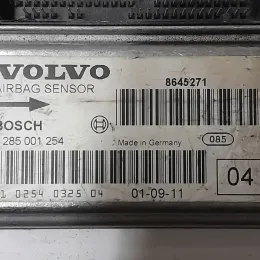 VOLVO
AIRBAG SENSOR
8645271
BOSCH
285 001 254
Made in Germany
085
0254 0325 04
01-09-11
04